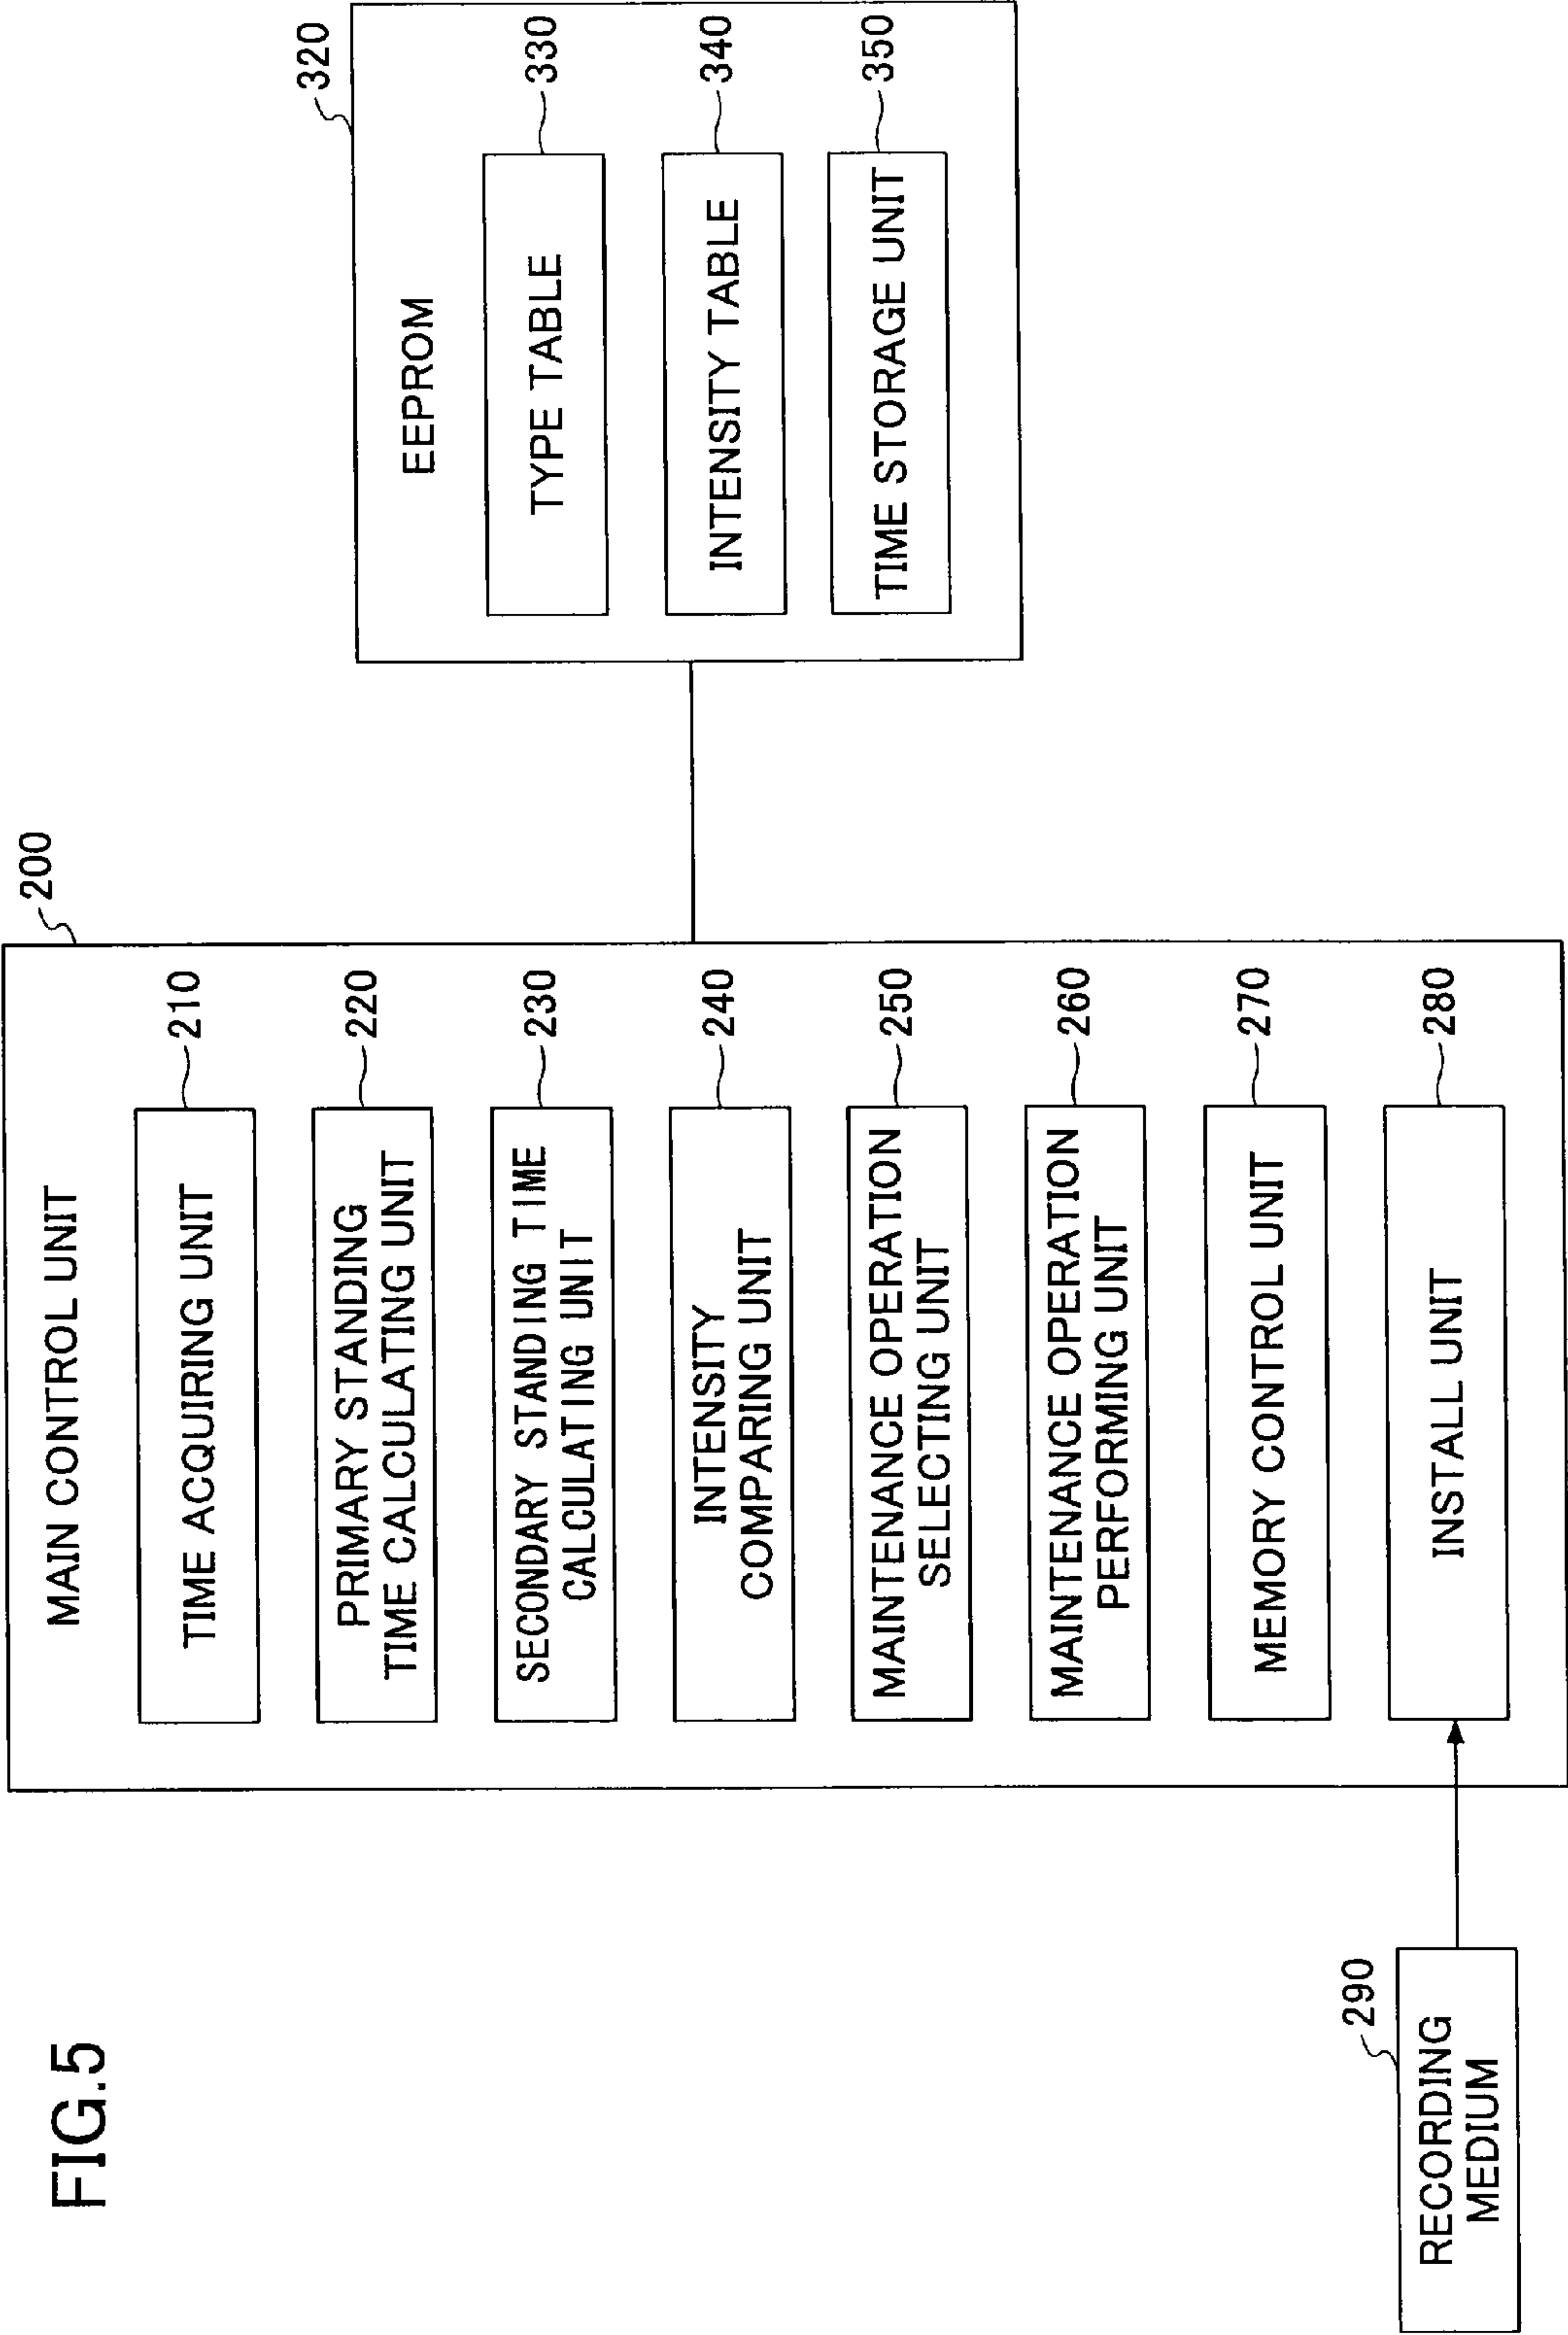 FIG.5
MAIN CONTROL UNIT
200
TIME ACQUIRING UNIT
210
PRIMARY STANDING
TIME CALCULATING UNIT
220
SECONDARY STANDING TIME
CALCULATING UNIT
230
INTENSITY
COMPARING UNIT
240
MAINTENANCE OPERATION
SELECTING UNIT
250
MAINTENANCE OPERATION
PERFORMING UNIT
260
MEMORY CONTROL UNIT
270
INSTALL UNIT
280
RECORDING
MEDIUM
290
EEPROM
320
TYPE TABLE
330
INTENSITY TABLE
340
TIME STORAGE UNIT
350